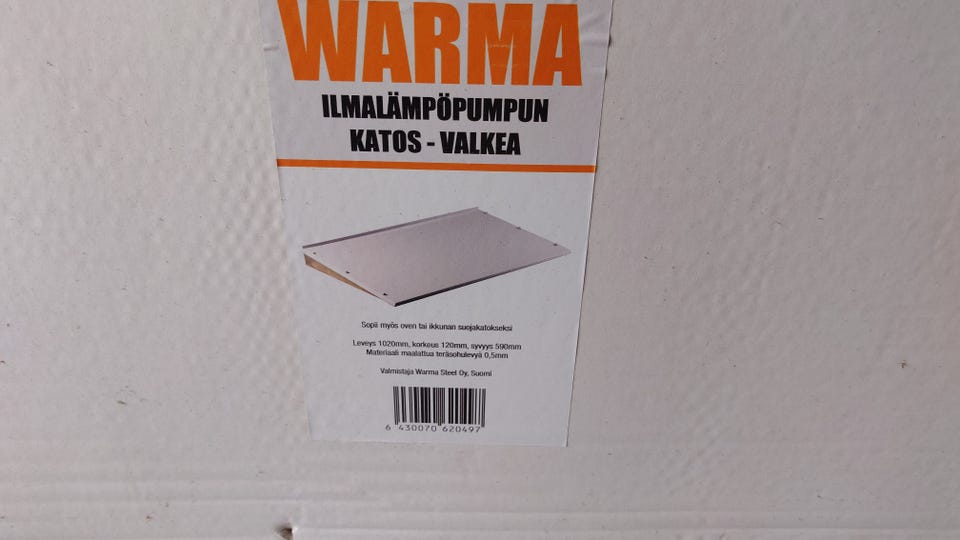 WARMA
ILMALÄMPÖPUMPUN
KATOS - VALKEA
Sopii myös oven tai ikkunan suojakatokseksi
Leveys 1020mm, korkeus 120mm, syvyys 590mm
Materiaali maalattua teräsohulevyä 0,5mm
Valmistaja Warma Steel Oy, Suomi
6 430070 620497